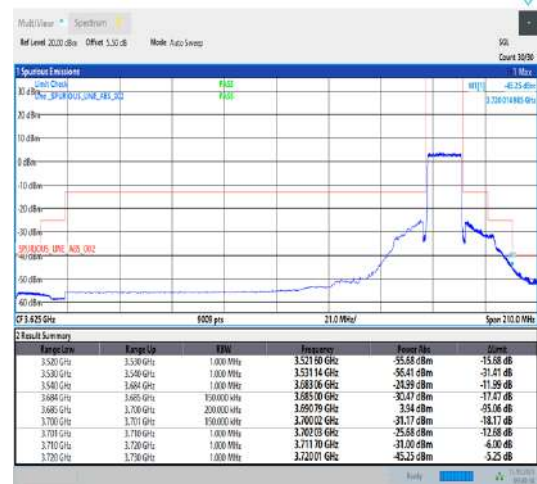 MultiView Spectrum
Ref Level 20.00 dBm Offset 5.50 dB Mode Auto Sweep SGL
Count 30/30
1 Spurious Emissions 1 Max
Limit Check PASS M1[1] -45.25 dBm
Line _SPURIOUS_LINE_ABS_002 PASS 3.720 014 985 GHz
20 dBm
10 dBm
0 dBm
-10 dBm
-20 dBm
-30 dBm
SPURIOUS_LINE_ABS_002
-40 dBm
-50 dBm
-60 dBm
CF 3.625 GHz 9009 pts 21.0 MHz/ Span 210.0 MHz
2 Result Summary
Range Low Range Up RBW Frequency Power Abs ΔLimit
3.520 GHz 3.530 GHz 1.000 MHz 3.521 60 GHz -55.68 dBm -15.68 dB
3.530 GHz 3.540 GHz 1.000 MHz 3.531 14 GHz -56.41 dBm -31.41 dB
3.540 GHz 3.684 GHz 1.000 MHz 3.683 06 GHz -24.99 dBm -11.99 dB
3.684 GHz 3.685 GHz 150.000 kHz 3.685 00 GHz -30.47 dBm -17.47 dB
3.685 GHz 3.700 GHz 200.000 kHz 3.690 79 GHz 3.94 dBm -95.06 dB
3.700 GHz 3.701 GHz 150.000 kHz 3.700 02 GHz -31.17 dBm -18.17 dB
3.701 GHz 3.710 GHz 1.000 MHz 3.702 03 GHz -25.68 dBm -12.68 dB
3.710 GHz 3.720 GHz 1.000 MHz 3.711 70 GHz -31.00 dBm -6.00 dB
3.720 GHz 3.730 GHz 1.000 MHz 3.720 01 GHz -45.25 dBm -5.25 dB
Ready